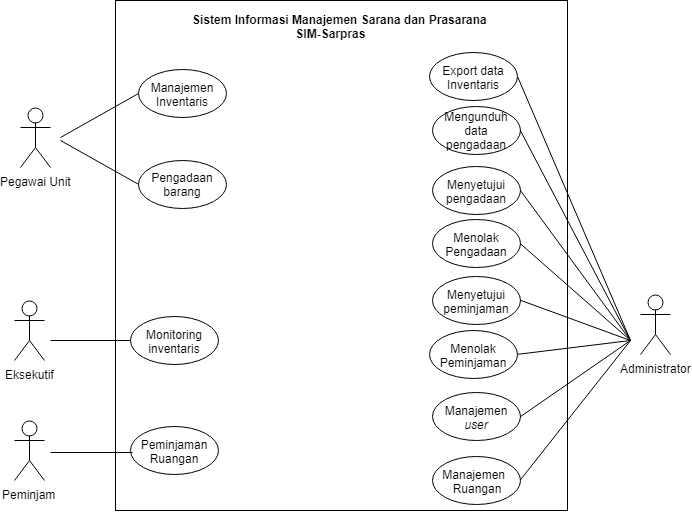 Sistem Informasi Manajemen Sarana dan Prasarana
SIM-Sarpras
Manajemen
Inventaris
Pegawai Unit
Pengadaan
barang
Monitoring
inventaris
Eksekutif
Peminjaman
Ruangan
Peminjam
Export data
Inventaris
Mengunduh
data
pengadaan
Menyetujui
pengadaan
Menolak
Pengadaan
Menyetujui
peminjaman
Menolak
Peminjaman
Manajemen
user
Manajemen
Ruangan
Administrator